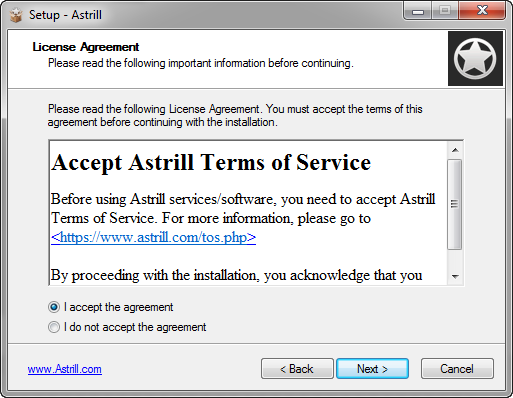 Setup - Astrill
License Agreement
Please read the following important information before continuing.
Please read the following License Agreement. You must accept the terms of this
agreement before continuing with the installation.
Accept Astrill Terms of Service
Before using Astrill services/software, you need to accept Astrill
Terms of Service. For more information, please go to
<https://www.astrill.com/tos.php>
By proceeding with the installation, you acknowledge that you
I accept the agreement
I do not accept the agreement
www.Astrill.com
< Back
Next >
Cancel